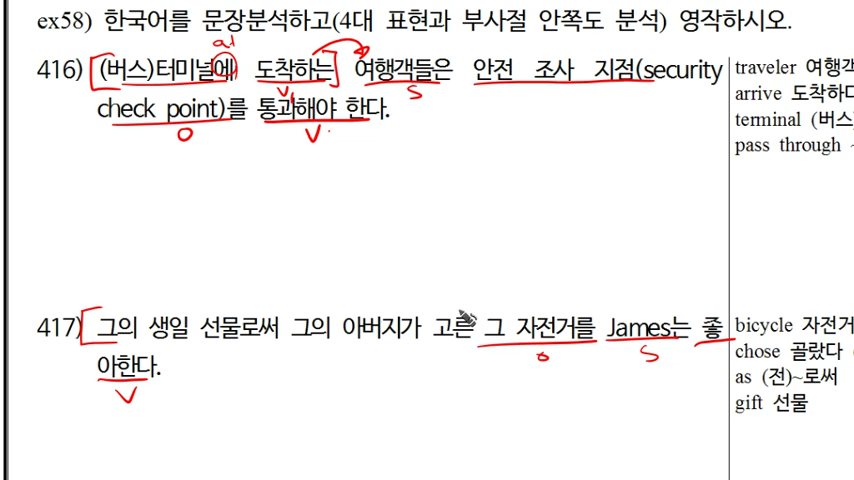 ex58) 한국어를 문장분석하고(4대 표현과 부사절 안쪽도 분석) 영작하시오.
at
416) (버스)터미널에 도착하는 여행객들은 안전 조사 지점(security
V S
check point)를 통과해야 한다.
O V
traveler 여행객
arrive 도착하다
terminal (버스)
pass through ~
417) 그의 생일 선물로써 그의 아버지가 고른 그 자전거를 James는 좋
O S
아한다.
V
bicycle 자전거
chose 골랐다
as (전)~로써
gift 선물